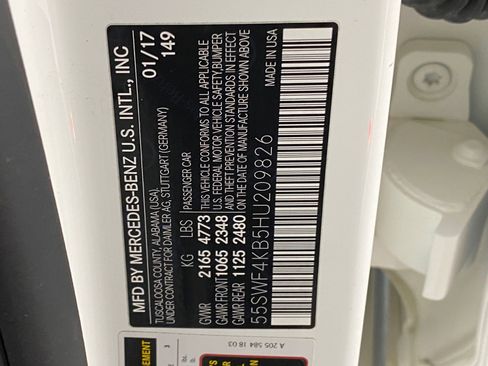 MFD BY MERCEDES-BENZ U.S. INTL., INC
TUSCALOOSA COUNTY, ALABAMA (USA),
FOR DAIMLER AG, STUTTGART (GERMANY)
01/17
149
KG LBS PASSENGER CAR
GVWR 2165 4773
GAWR FRONT 1065 2348
GAWR REAR 1125 2480
THIS VEHICLE CONFORMS TO ALL APPLICABLE
U.S. FEDERAL MOTOR VEHICLE SAFETY,BUMPER
AND THEFT PREVENTION STANDARDS IN EFFECT
ON THE DATE OF MANUFACTURE SHOWN ABOVE
55SWF4KB5HU209826
MADE IN USA
A 205 584 18 03